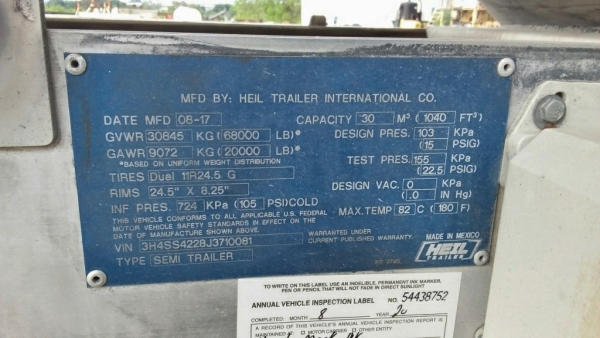 MFD BY: HEIL TRAILER INTERNATIONAL CO.
DATE MFD 08-17 CAPACITY 30 M³ (1040 FT³)
GVWR 30845 KG (68000 LB)* DESIGN PRES. 103 KPa
(15 PSIG)
GAWR 9072 KG (20000 LB)*
*BASED ON UNIFORM WEIGHT DISTRIBUTION
TEST PRES. 155 KPa
(22.5 PSIG)
TIRES Dual 11R24.5 G
RIMS 24.5" X 8.25" DESIGN VAC. 0 KPa
(.0 In Hg)
INF PRES. 724 KPa (105 PSI)COLD
MAX.TEMP 82 C (180 F)
THIS VEHICLE CONFORMS TO ALL APPLICABLE U.S. FEDERAL
MOTOR VEHICLE SAFETY STANDARDS IN EFFECT ON THE
DATE OF MANUFACTURE SHOWN ABOVE.
VIN 3H4SS4228J3710081
TYPE SEMI TRAILER
MADE IN MEXICO
HEIL
TRAILER
TO WRITE ON THIS LABEL USE AN INDELIBLE, PERMANENT INK MARKER,
PEN OR PENCIL THAT WILL NOT FADE IN DIRECT SUNLIGHT
ANNUAL VEHICLE INSPECTION LABEL NO. 54438752
COMPLETED: MONTH 8 YEAR 20
A RECORD OF THIS VEHICLE'S ANNUAL VEHICLE INSPECTION REPORT IS
MAINTAINED AT: MOTOR CARRIER OTHER ENTITY